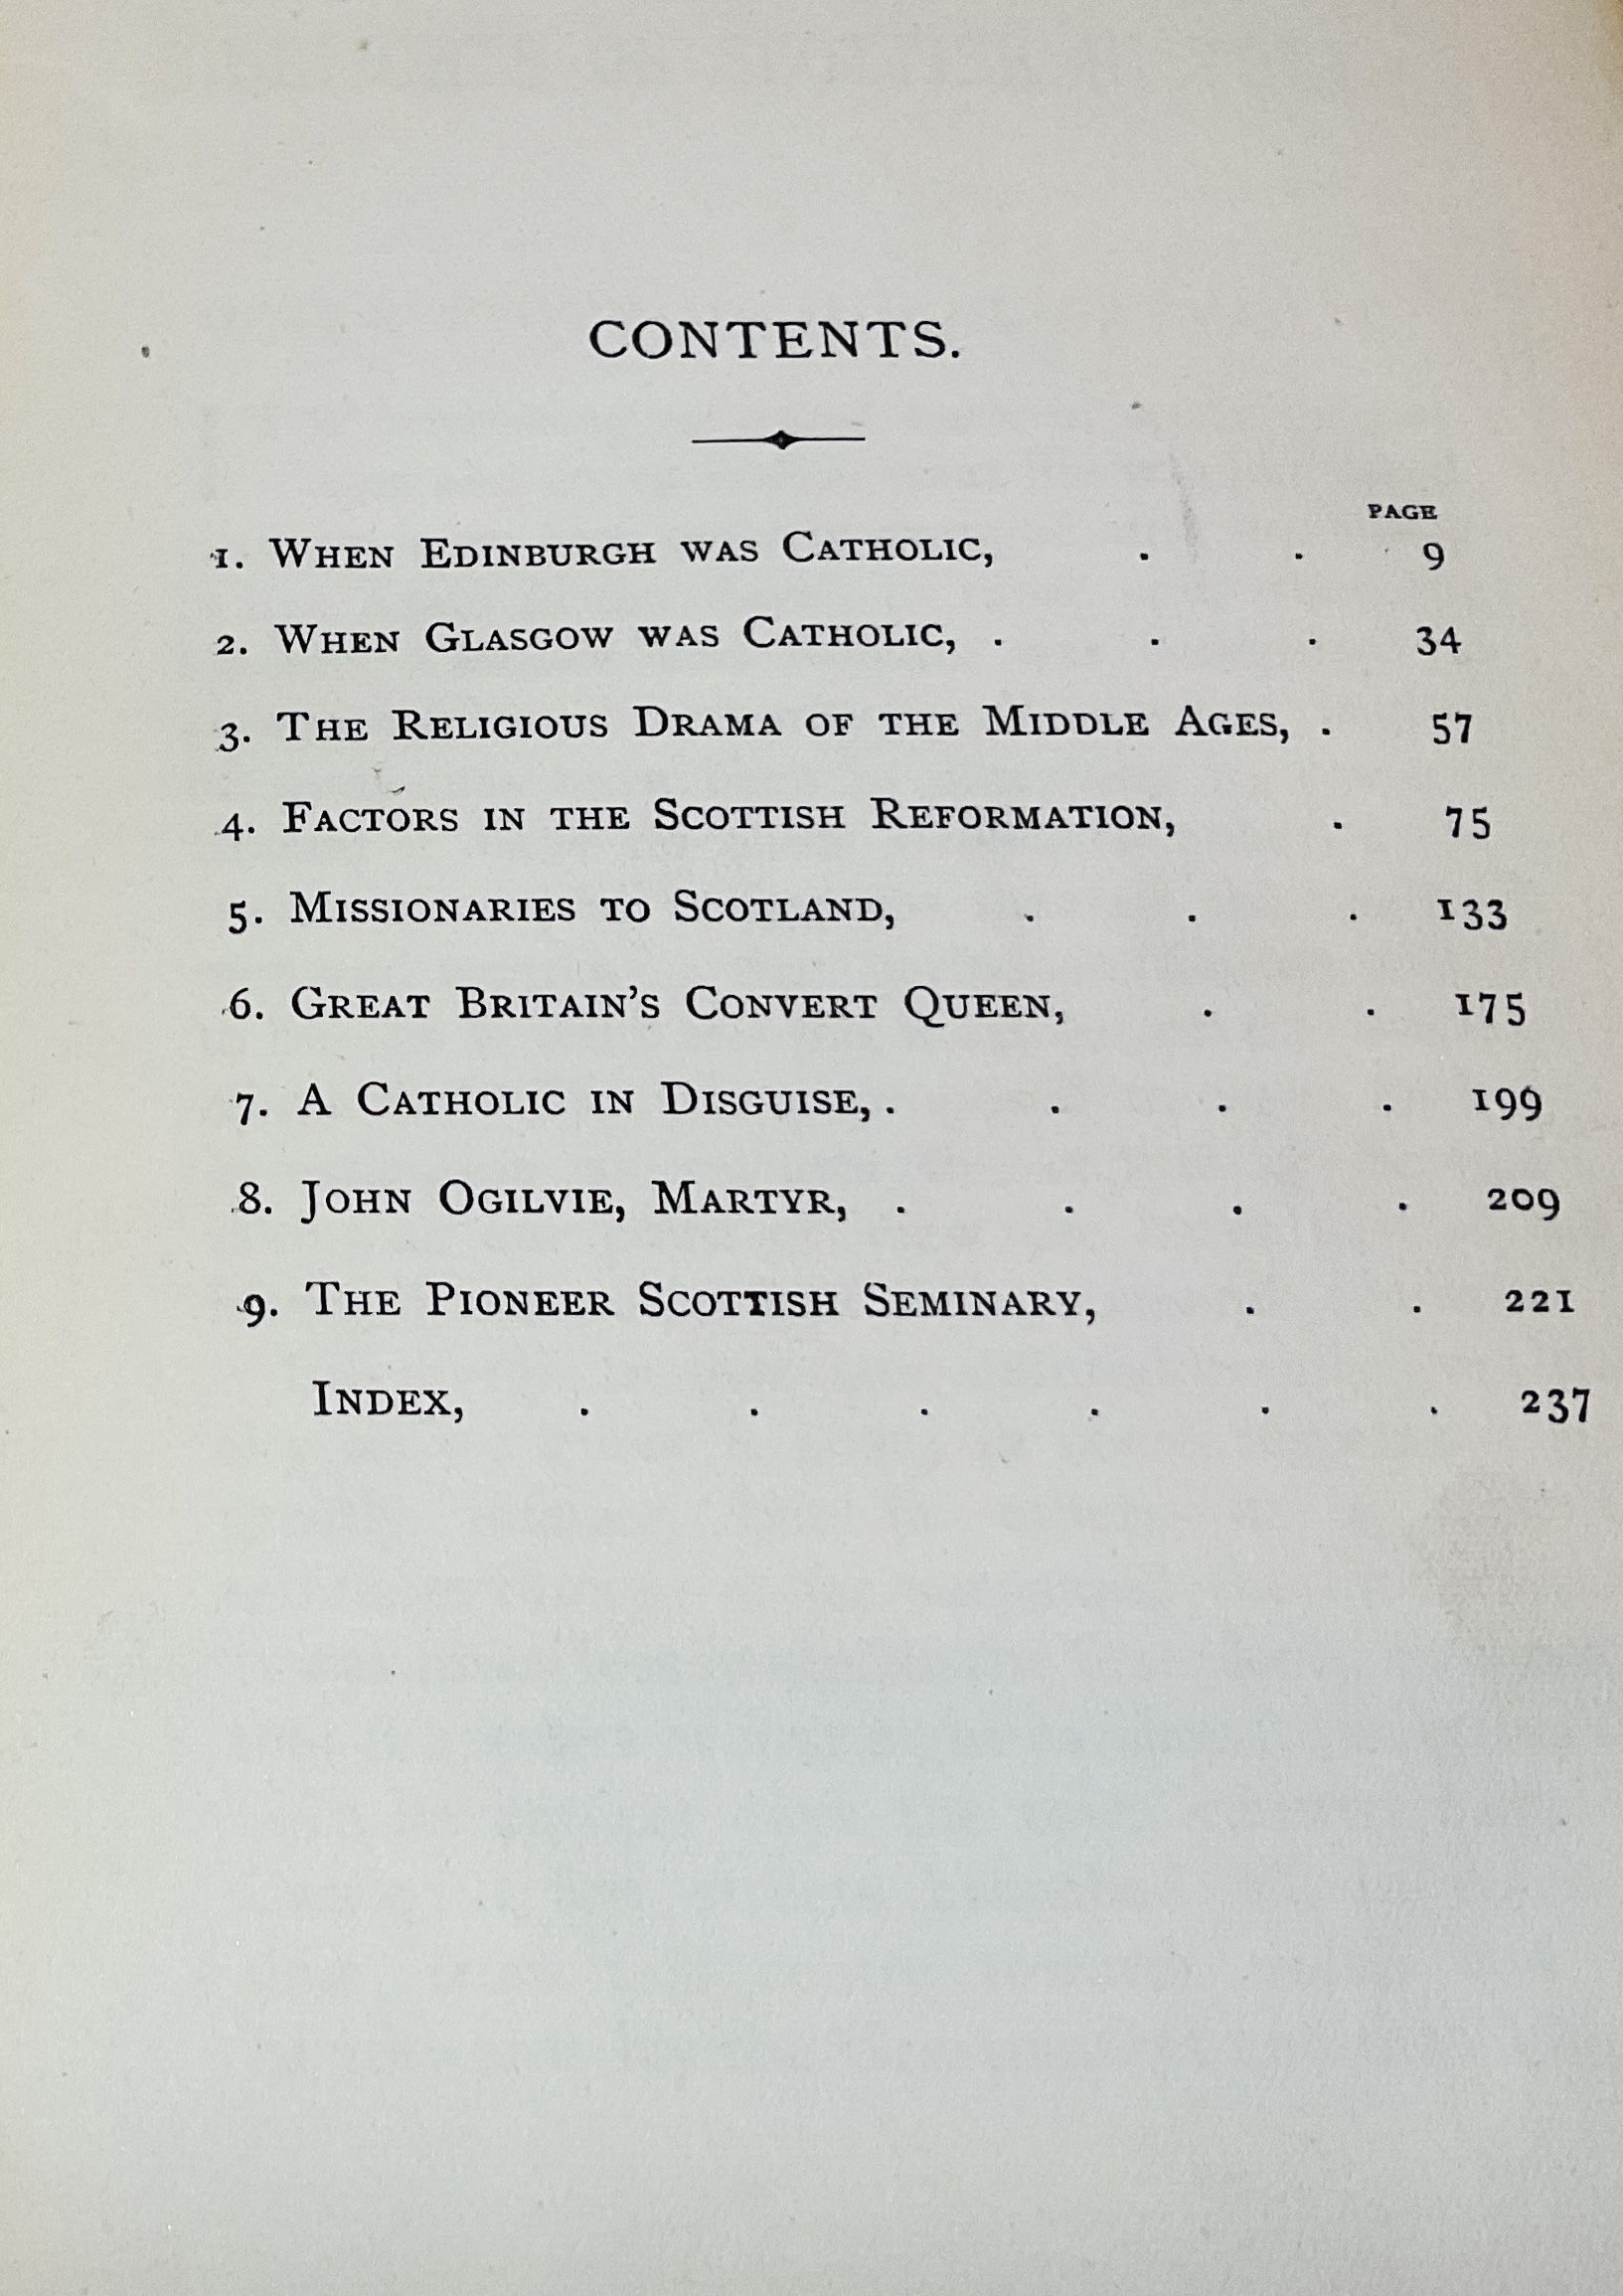 CONTENTS.
PAGE
1. WHEN EDINBURGH WAS CATHOLIC, . . 9
2. WHEN GLASGOW WAS CATHOLIC, . . . 34
3. THE RELIGIOUS DRAMA OF THE MIDDLE AGES, . 57
4. FACTORS IN THE SCOTTISH REFORMATION, . 75
5. MISSIONARIES TO SCOTLAND, . . . 133
6. GREAT BRITAIN'S CONVERT QUEEN, . . 175
7. A CATHOLIC IN DISGUISE, . . . . 199
8. JOHN OGILVIE, MARTYR, . . . . 209
9. THE PIONEER SCOTTISH SEMINARY, . . 221
INDEX, . . . . . . 237